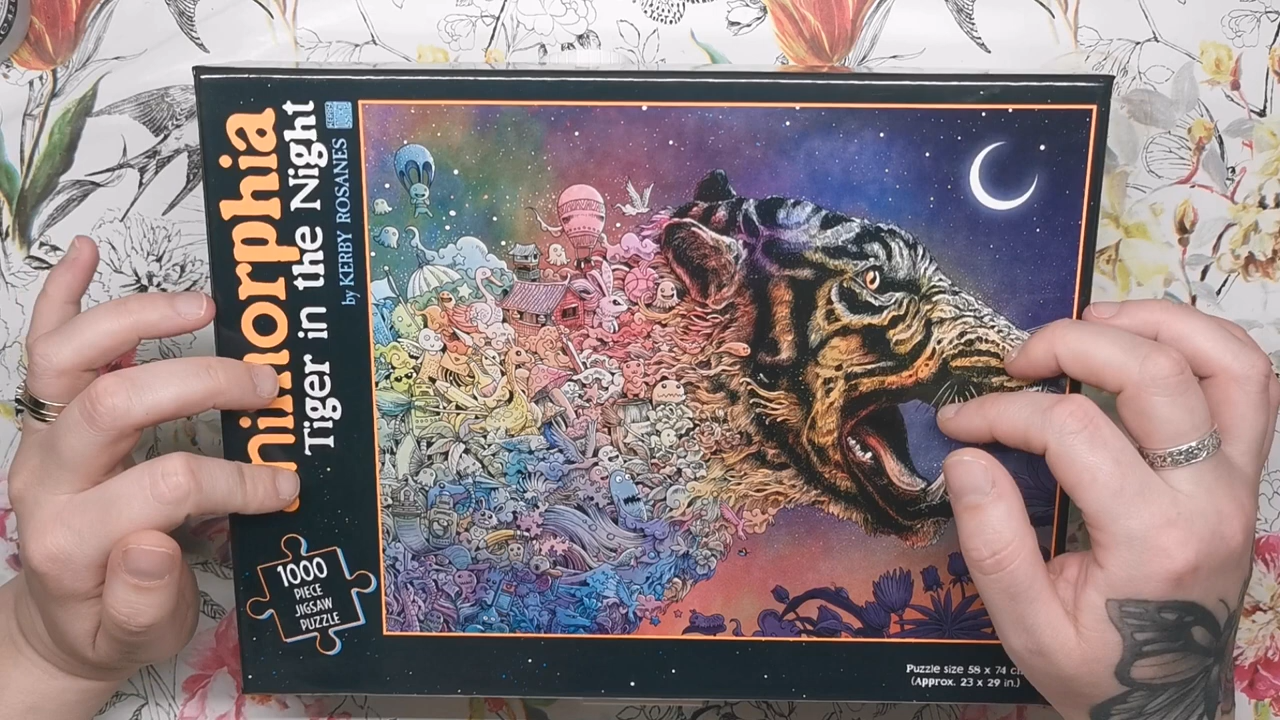 nimorphia
Tiger in the Night
by KERBY ROSANES
1000
PIECE
JIGSAW
PUZZLE
Puzzle size 58 x 74 c
(Approx. 23 x 29 in.)